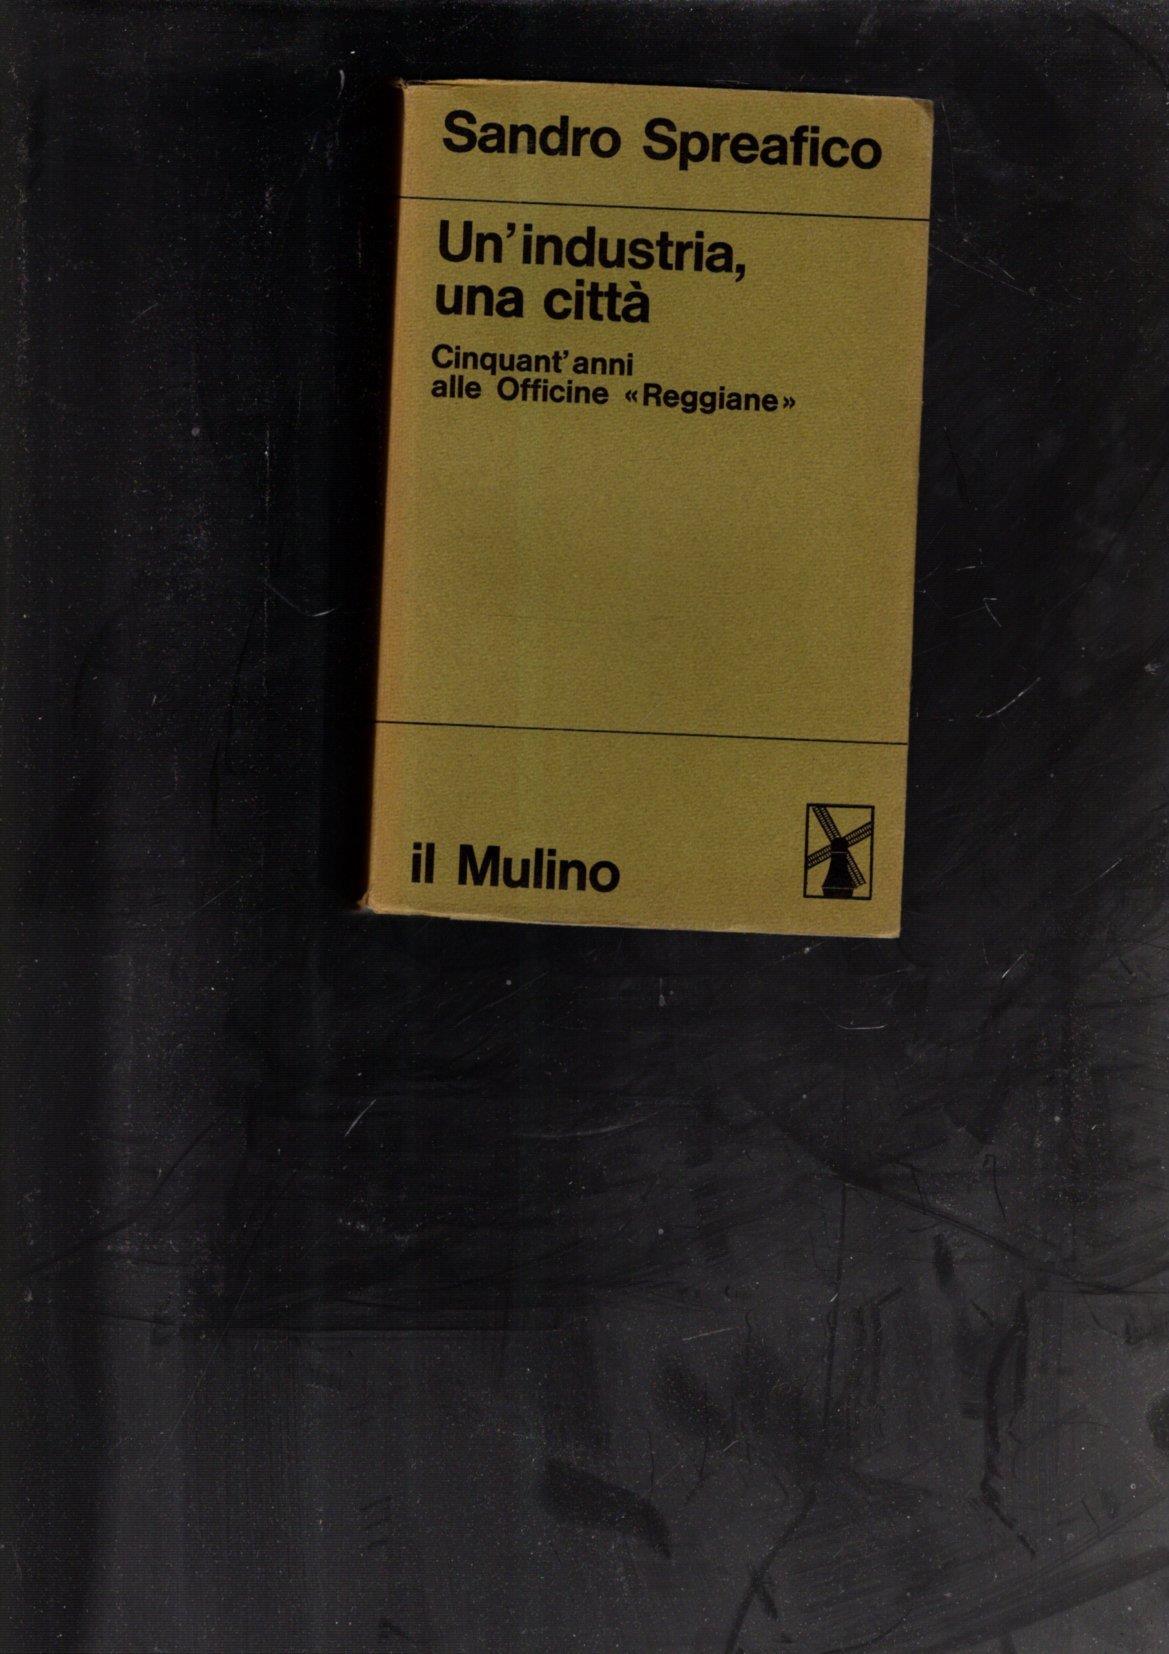 Sandro Spreafico
Un'industria,
una città
Cinquant'anni
alle Officine «Reggiane»
il Mulino